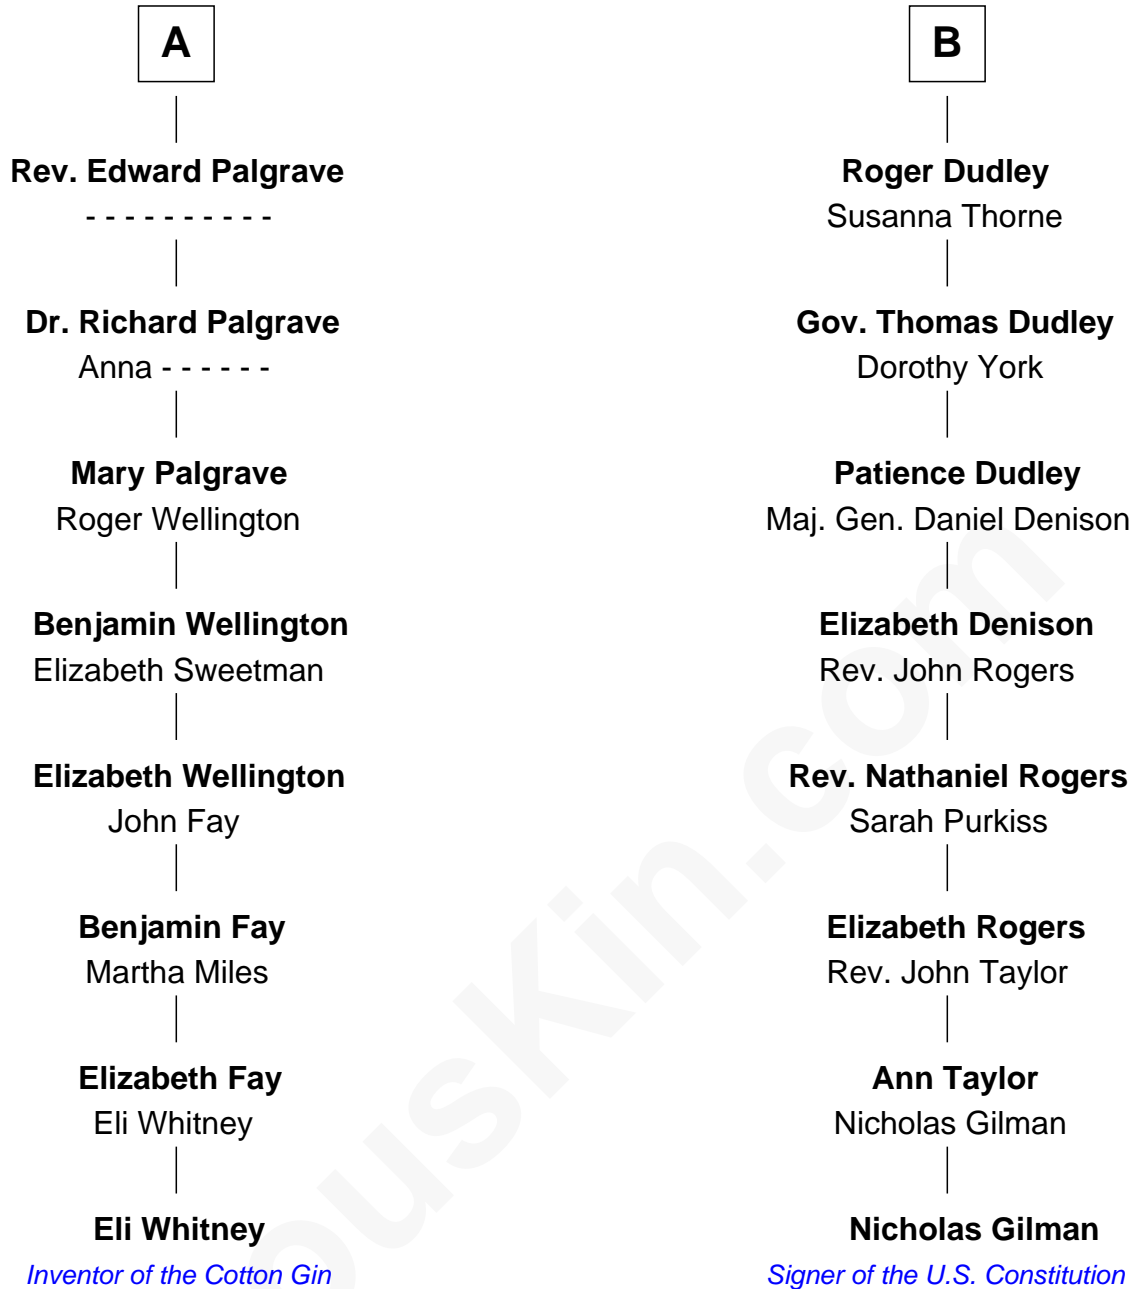 A
Rev. Edward Palgrave
- - - - - - - - - -
Dr. Richard Palgrave
Anna - - - - - -
Mary Palgrave
Roger Wellington
Benjamin Wellington
Elizabeth Sweetman
Elizabeth Wellington
John Fay
Benjamin Fay
Martha Miles
Elizabeth Fay
Eli Whitney
Eli Whitney
Inventor of the Cotton Gin
B
Roger Dudley
Susanna Thorne
Gov. Thomas Dudley
Dorothy York
Patience Dudley
Maj. Gen. Daniel Denison
Elizabeth Denison
Rev. John Rogers
Rev. Nathaniel Rogers
Sarah Purkiss
Elizabeth Rogers
Rev. John Taylor
Ann Taylor
Nicholas Gilman
Nicholas Gilman
Signer of the U.S. Constitution
ousKin.com